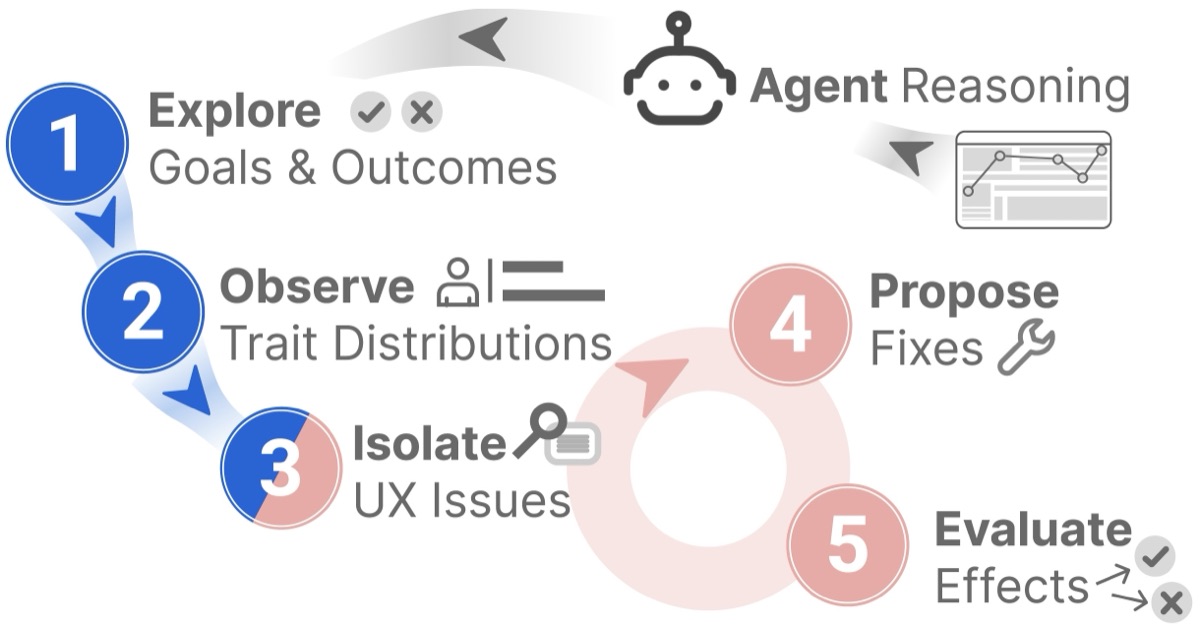 Agent Reasoning
1
Explore
Goals & Outcomes
2
Observe
Trait Distributions
3
Isolate
UX Issues
4
Propose
Fixes
5
Evaluate
Effects